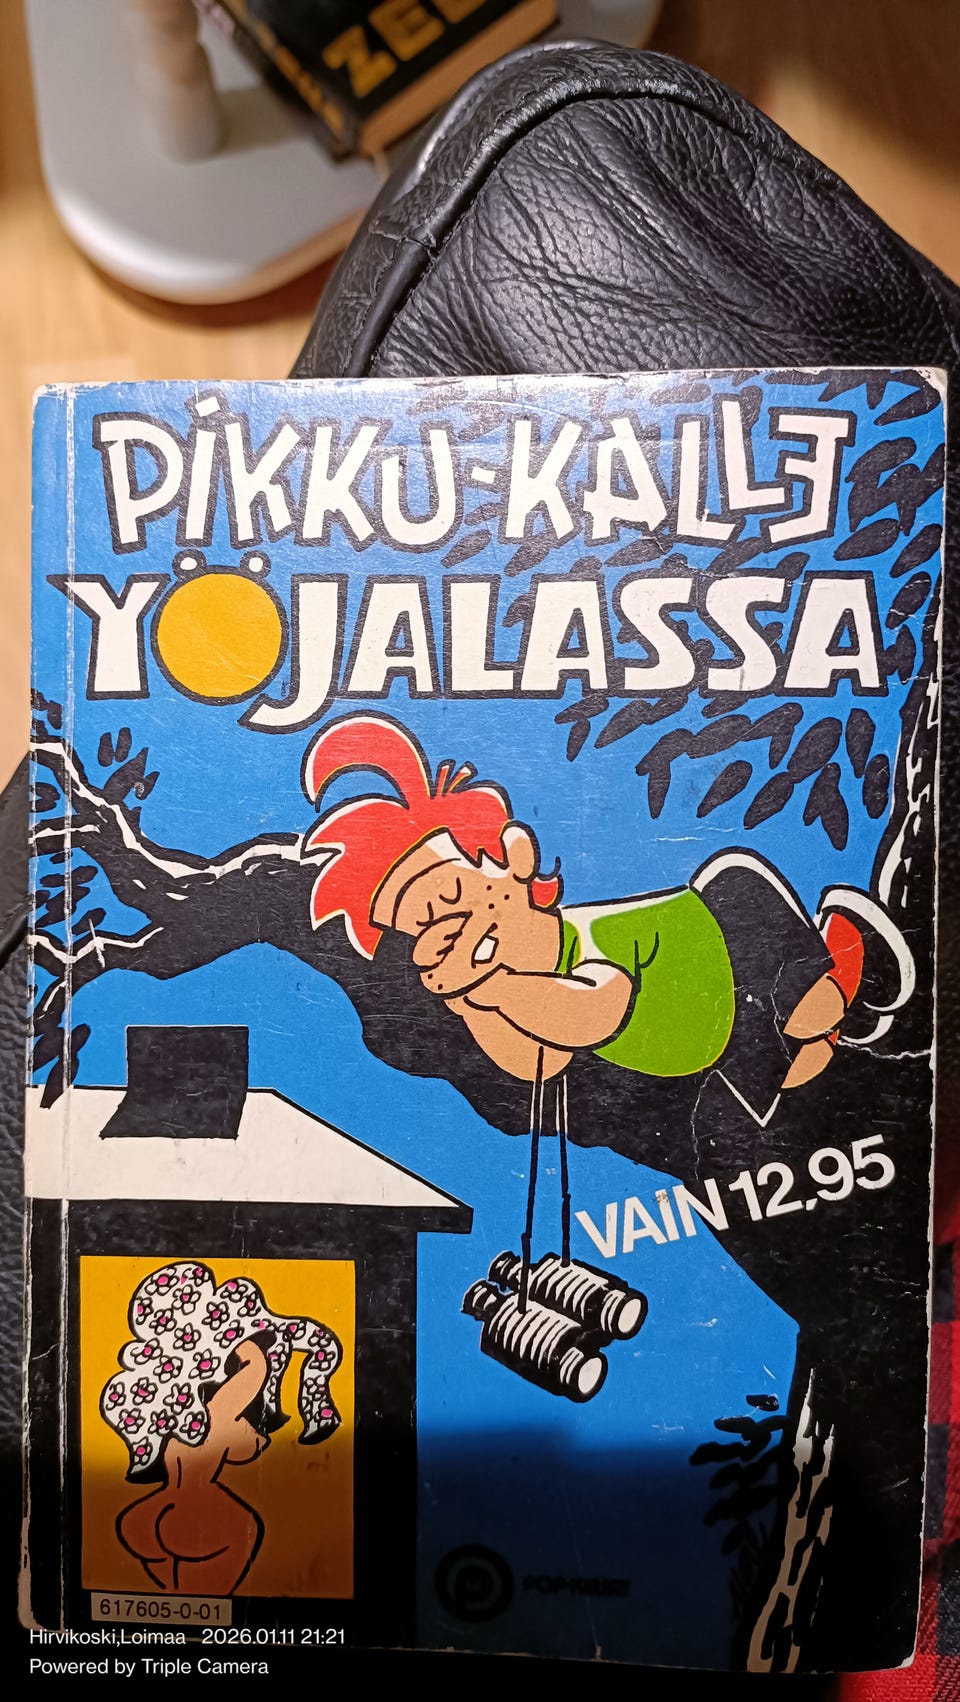 ZEE
PIKKU-KALLE
YÖJALASSA
VAIN 12.95
POP-KIRJAT
617605-0-01
Hirvikoski,Loimaa 2026.01.11 21:21
Powered by Triple Camera